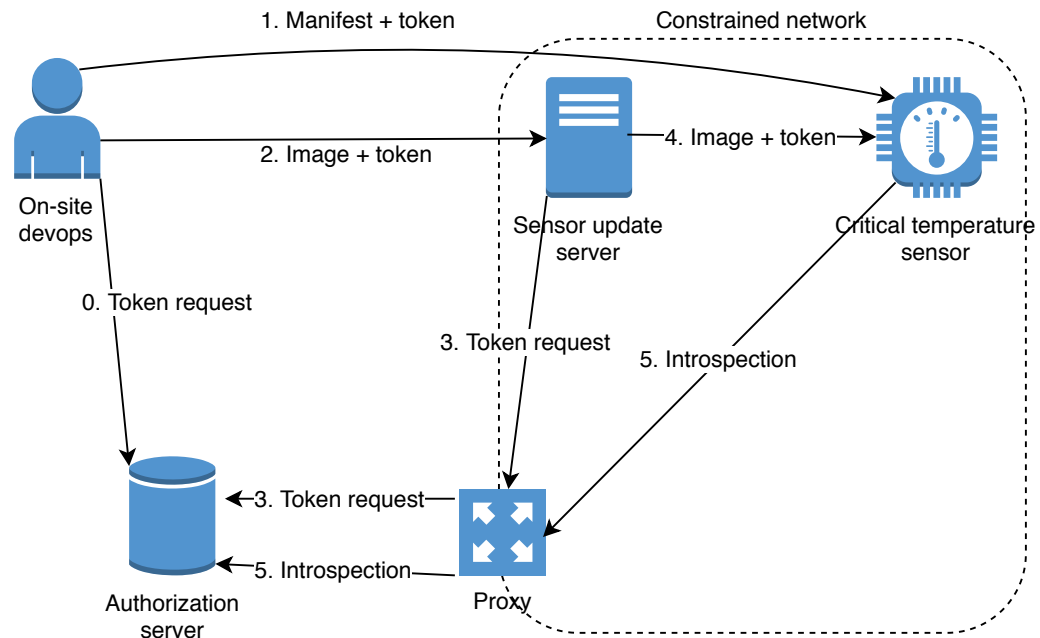 1. Manifest + token
Constrained network
2. Image + token
4. Image + token
On-site
devops
Sensor update
server
Critical temperature
sensor
0. Token request
3. Token request
5. Introspection
3. Token request
5. Introspection
Proxy
Authorization
server